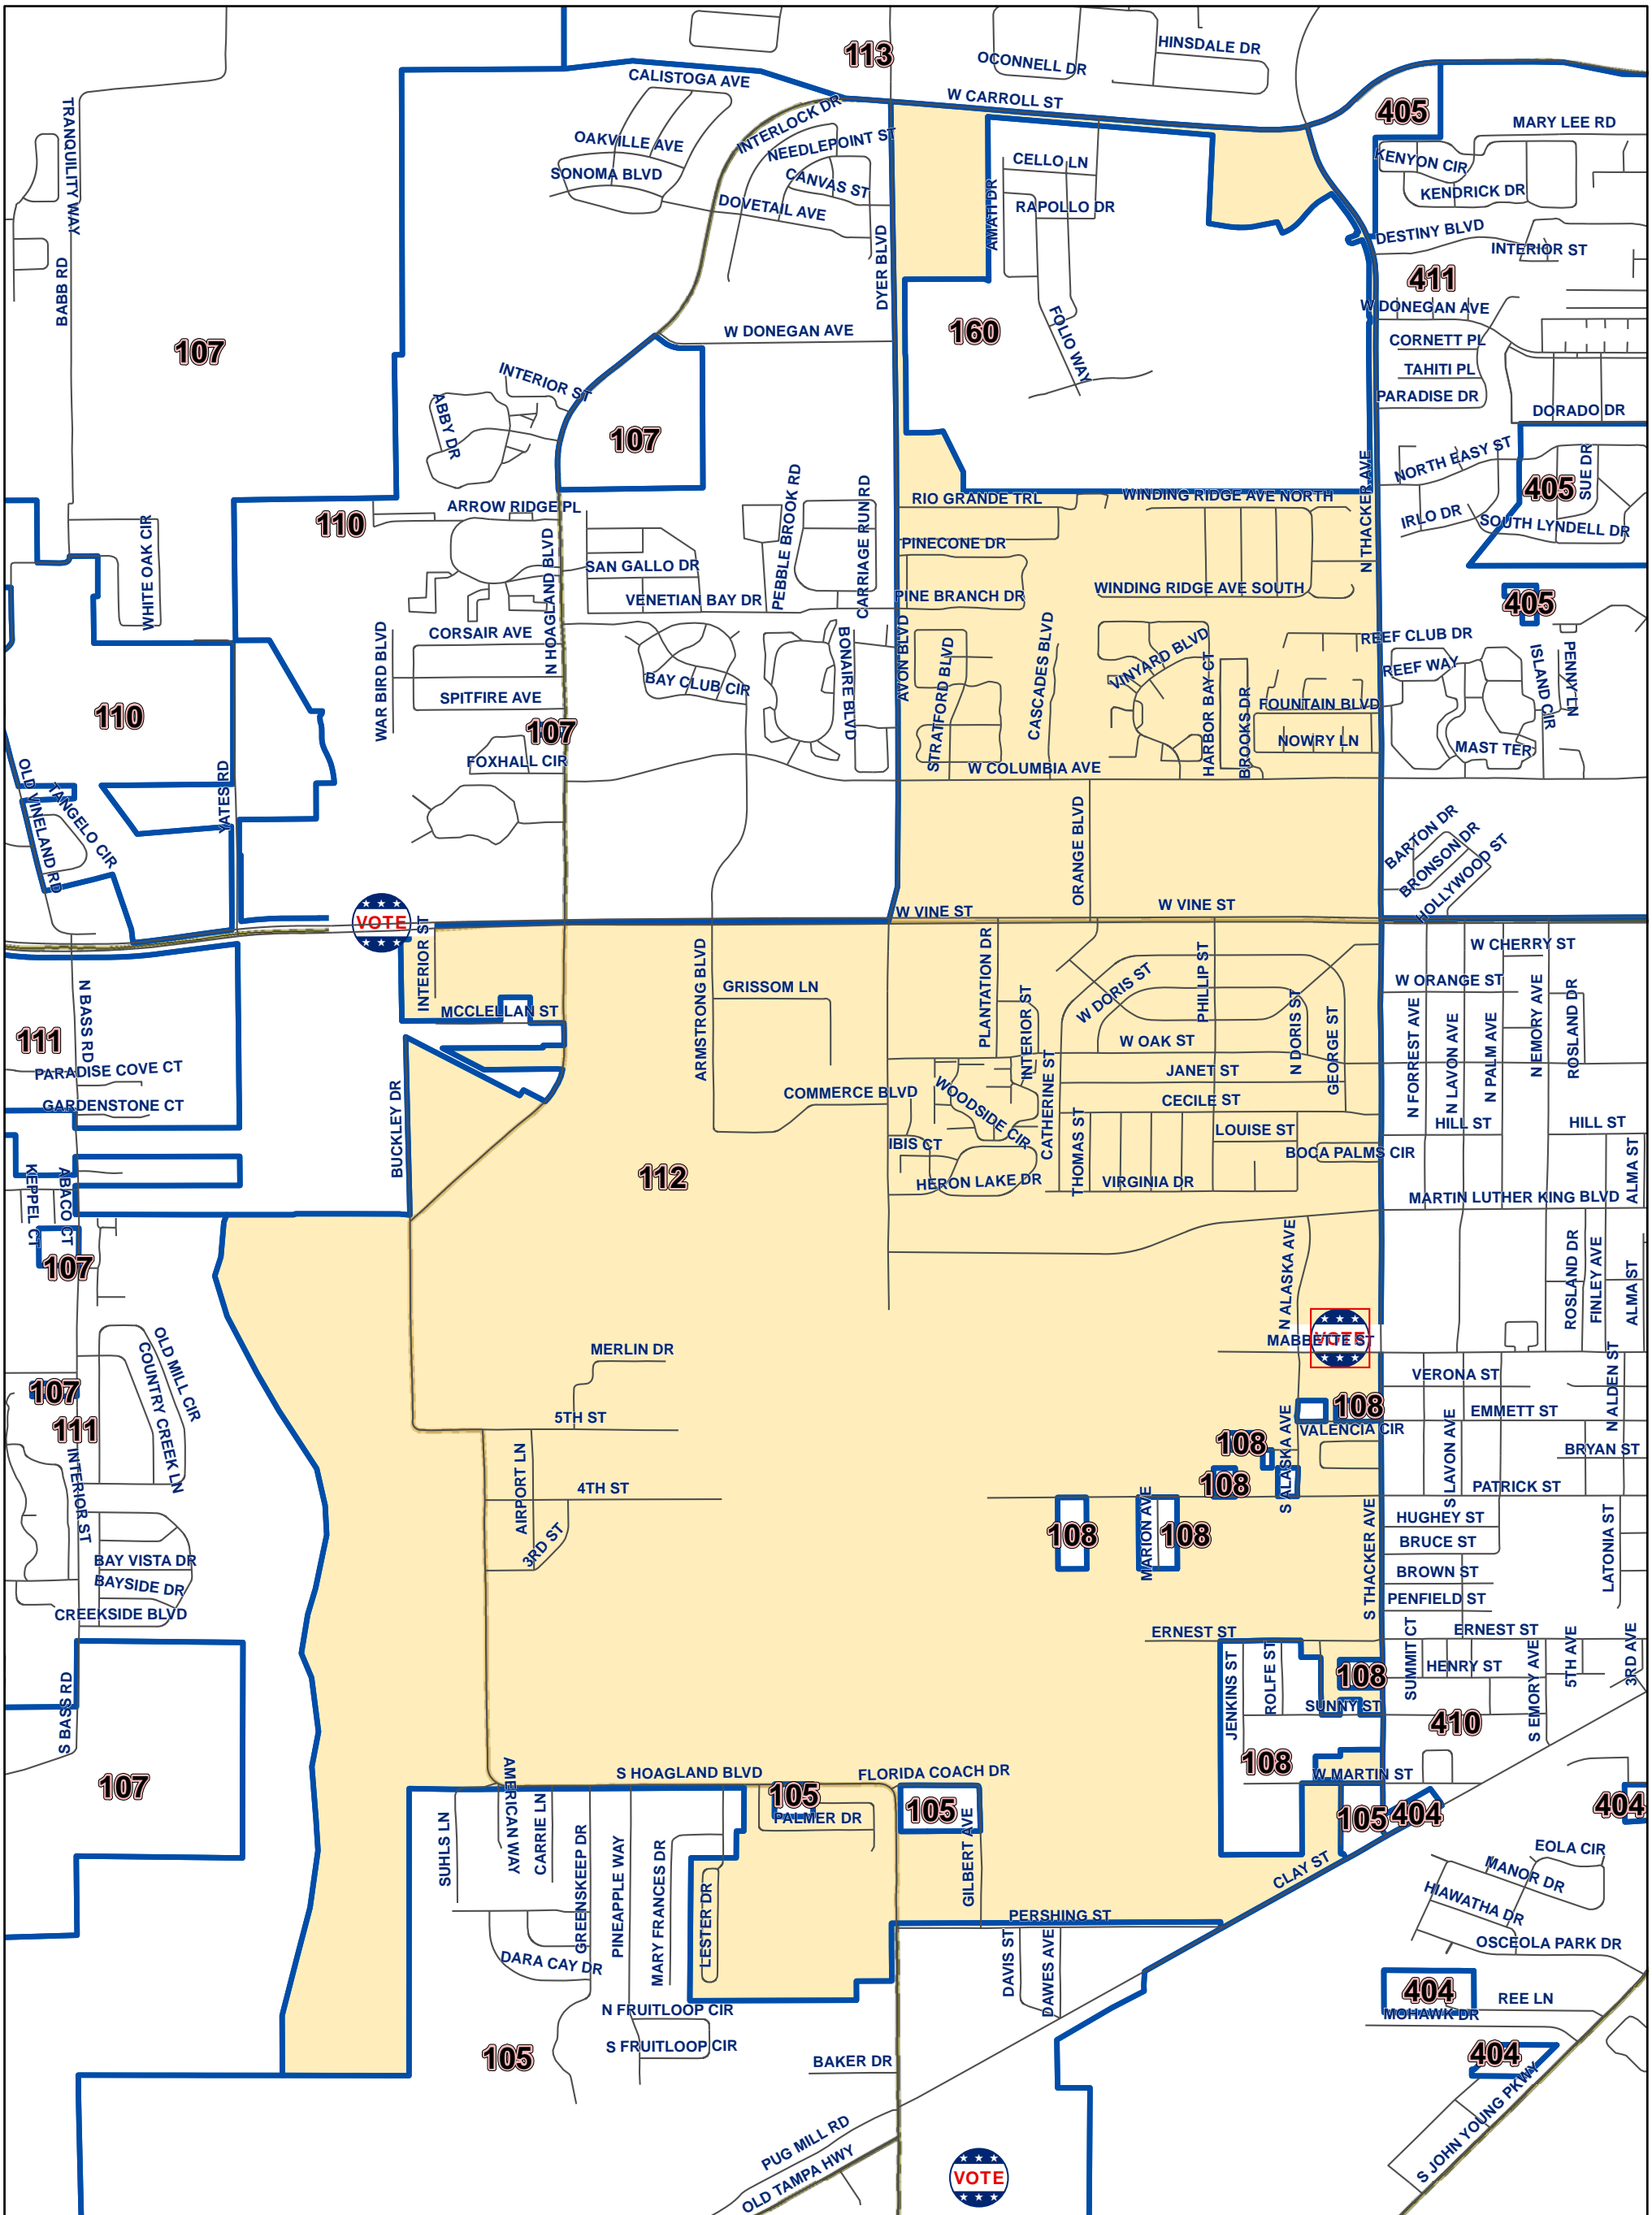 113
OCONNELL DR
HINSDALE DR
CALISTOGA AVE
W CARROLL ST
405
MARY LEE RD
TRANQUILITY WAY
INTERLOCK DR
OAKVILLE AVE
NEEDLEPOINT ST
SONOMA BLVD
CANVAS ST
DOVETAIL AVE
CELLO LN
RAPOLLO DR
AMATI DR
KENYON CIR
KENDRICK DR
DESTINY BLVD
INTERIOR ST
BABB RD
DYER BLVD
411
W DONEGAN AVE
107
W DONEGAN AVE
160
FOLIO WAY
CORNETT PL
TAHITI PL
PARADISE DR
DORADO DR
INTERIOR ST
ABBY DR
107
NORTH EASY ST
SUE DR
405
IRLO DR
SOUTH LYNDELL DR
N THACKER AVE
110
ARROW RIDGE PL
RIO GRANDE TRL
WINDING RIDGE AVE NORTH
PINECONE DR
WHITE OAK CIR
N HOAGLAND BLVD
SAN GALLO DR
PEBBLE BROOK RD
CARRIAGE RUN RD
VENETIAN BAY DR
PINE BRANCH DR
WINDING RIDGE AVE SOUTH
405
CORSAIR AVE
WAR BIRD BLVD
SPITFIRE AVE
BAY CLUB CIR
BONAIRE BLVD
AVON BLVD
STRATFORD BLVD
CASCADES BLVD
VINYARD BLVD
HARBOR BAY CT
BROOKS DR
REEF CLUB DR
REEF WAY
ISLAND CIR
PENNY LN
FOUNTAIN BLVD
NOWRY LN
MAST TER
110
107
FOXHALL CIR
W COLUMBIA AVE
OLD VINELAND RD
TANGELO CIR
YATES RD
ORANGE BLVD
BARTON DR
BRONSON DR
HOLLYWOOD ST
VOTE
W VINE ST
W VINE ST
INTERIOR ST
W CHERRY ST
N BASS RD
ARMSTRONG BLVD
GRISSOM LN
PLANTATION DR
INTERIOR ST
W DORIS ST
PHILLIP ST
N DORIS ST
GEORGE ST
W ORANGE ST
N FORREST AVE
N LAVON AVE
N PALM AVE
N EMORY AVE
ROSLAND DR
MCCLELLAN ST
111
W OAK ST
PARADISE COVE CT
JANET ST
GARDENSTONE CT
BUCKLEY DR
COMMERCE BLVD
WOODSIDE CIR
CATHERINE ST
THOMAS ST
CECILE ST
IBIS CT
LOUISE ST
HILL ST
HILL ST
BOCA PALMS CIR
ALMA ST
KEPPEL CT
ABACO CT
112
HERON LAKE DR
VIRGINIA DR
MARTIN LUTHER KING BLVD
107
N ALASKA AVE
ROSLAND DR
FINLEY AVE
ALMA ST
MERLIN DR
MABBETTE ST
VOTE
OLD MILL CIR
COUNTRY CREEK LN
107
111
VERONA ST
N ALDEN ST
5TH ST
108
EMMETT ST
VALENCIA CIR
108
S ALASKA AVE
S LAVON AVE
BRYAN ST
INTERIOR ST
AIRPORT LN
4TH ST
108
PATRICK ST
3RD ST
108
MARION AVE
108
S THACKER AVE
HUGHEY ST
BRUCE ST
LATONIA ST
BAY VISTA DR
BAYSIDE DR
BROWN ST
CREEKSIDE BLVD
PENFIELD ST
ERNEST ST
ERNEST ST
S BASS RD
JENKINS ST
ROLFE ST
108
SUMMIT CT
HENRY ST
S EMORY AVE
5TH AVE
3RD AVE
SUNNY ST
410
108
107
S HOAGLAND BLVD
FLORIDA COACH DR
W MARTIN ST
AMERICAN WAY
105
105
105
404
404
SUHLS LN
CARRIE LN
GREENSKEEP DR
PINEAPPLE WAY
MARY FRANCES DR
PALMER DR
GILBERT AVE
EOLA CIR
MANOR DR
CLAY ST
HIAWATHA DR
LESTER DR
PERSHING ST
OSCEOLA PARK DR
DARA CAY DR
DAVIS ST
DAWES AVE
404
REE LN
MOHAWK DR
N FRUITLOOP CIR
S FRUITLOOP CIR
105
BAKER DR
404
S JOHN YOUNG PKWY
PUG MILL RD
OLD TAMPA HWY
VOTE